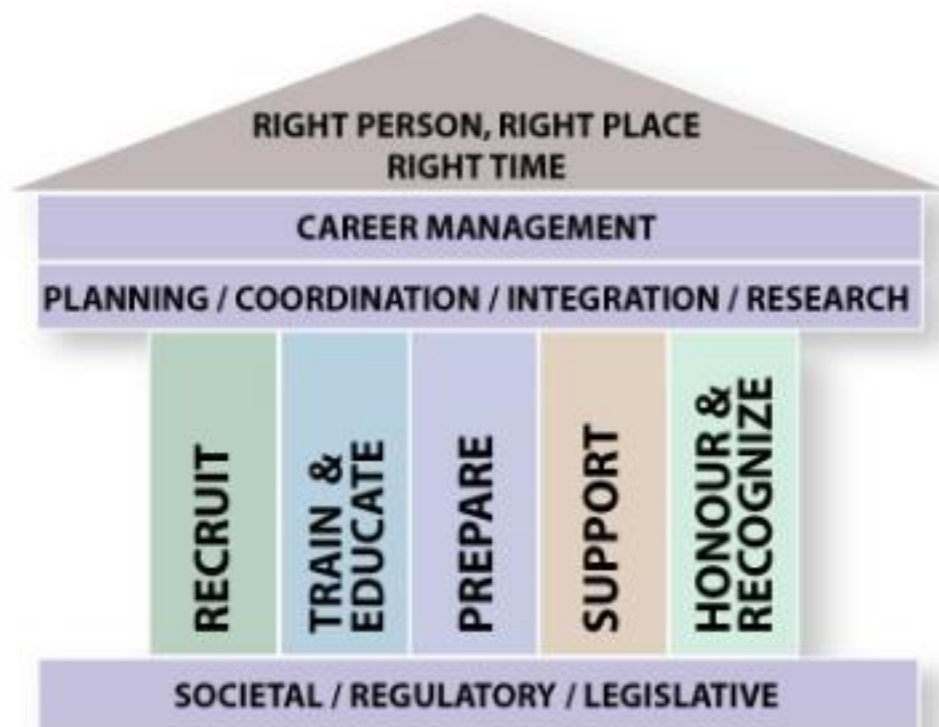 RIGHT PERSON, RIGHT PLACE
RIGHT TIME
CAREER MANAGEMENT
PLANNING / COORDINATION / INTEGRATION / RESEARCH
RECRUIT
TRAIN &
EDUCATE
PREPARE
SUPPORT
HONOUR &
RECOGNIZE
SOCIETAL / REGULATORY / LEGISLATIVE